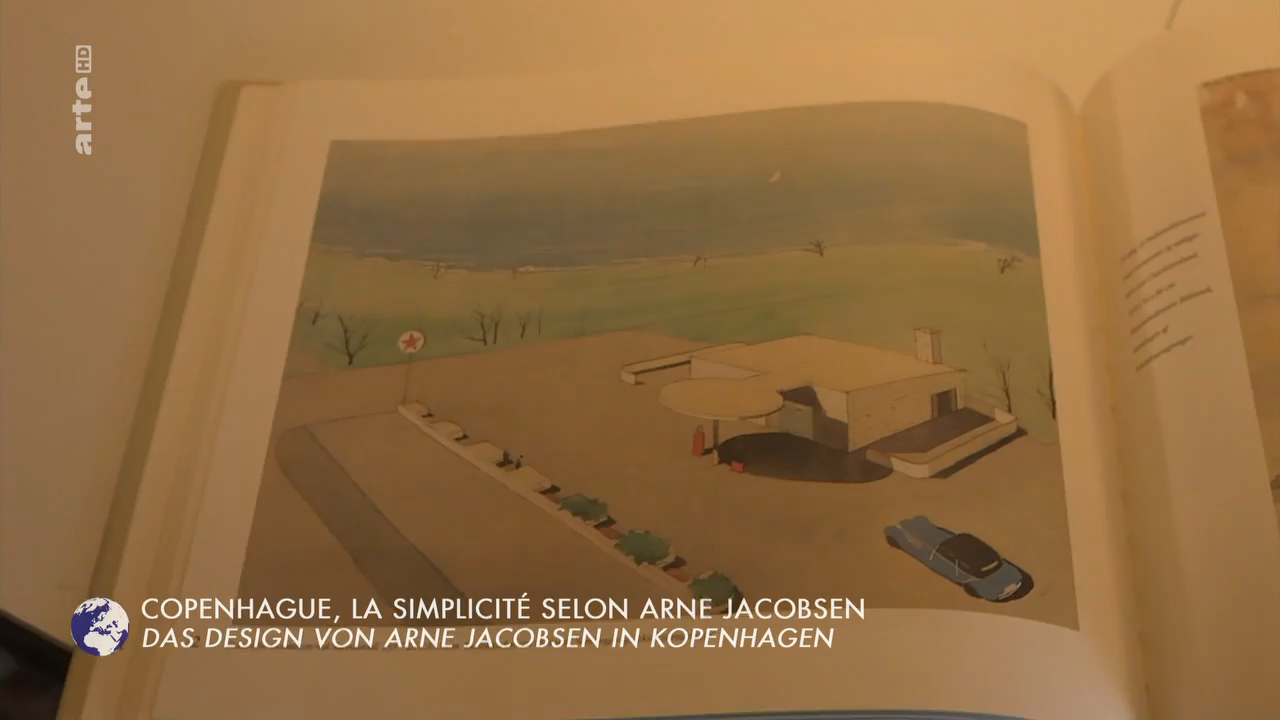 arte HD
COPENHAGUE, LA SIMPLICITÉ SELON ARNE JACOBSEN
DAS DESIGN VON ARNE JACOBSEN IN KOPENHAGEN